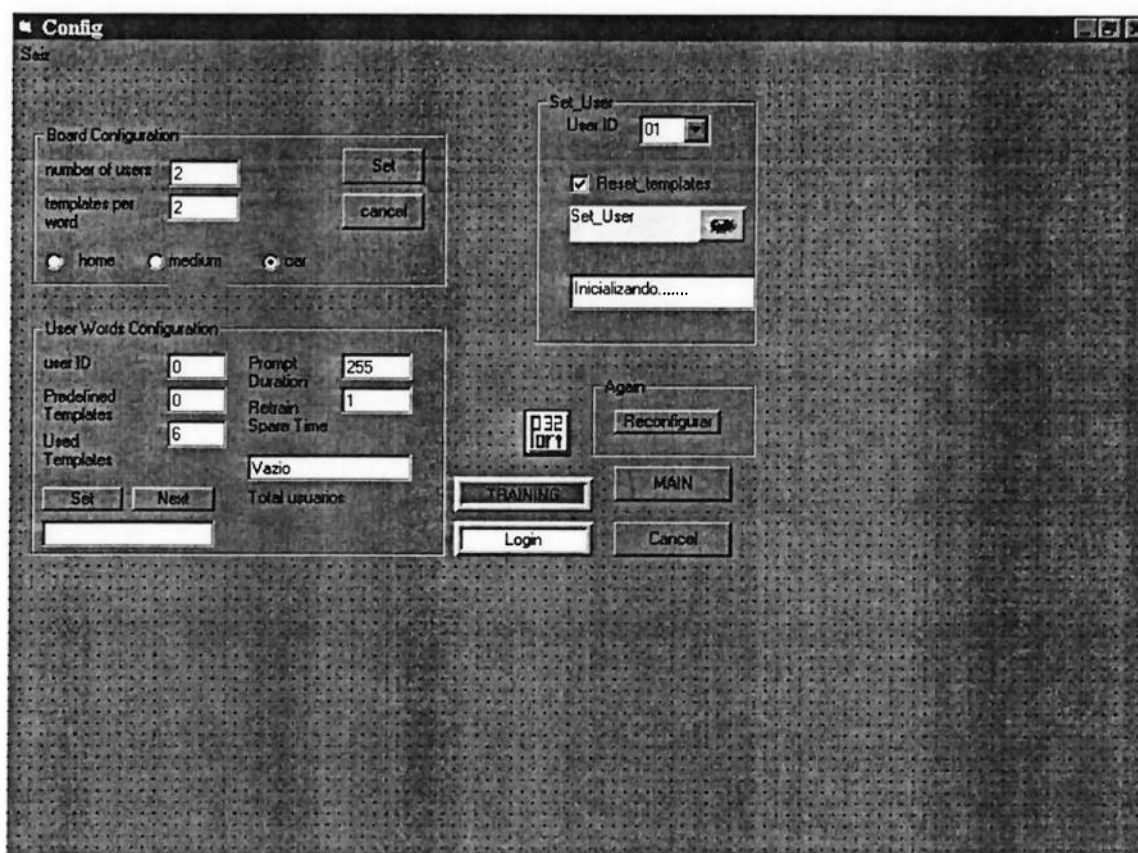 Config
Sair
Board Configuration
number of users 2
templates per word 2
Set
cancel
home medium car
Set_User
User ID 01
Reset_templates
Set_User
Inicializando.......
User Words Configuration
user ID 0
Predefined Templates 0
Used Templates 6
Prompt Duration 255
Retrain Spare Time 1
Vazio
Total usuarios
Set Next
Again
Reconfigurar
p32
Port
TRAINING
MAIN
Login
Cancel